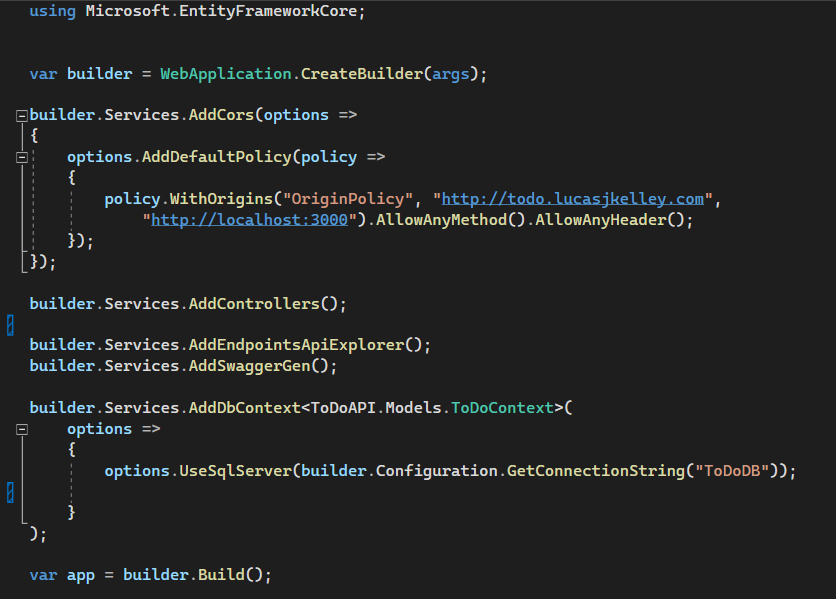 using Microsoft.EntityFrameworkCore;
var builder = WebApplication.CreateBuilder(args);
builder.Services.AddCors(options =>
{
options.AddDefaultPolicy(policy =>
{
policy.WithOrigins("OriginPolicy", "http://todo.lucasjkelley.com",
"http://localhost:3000").AllowAnyMethod().AllowAnyHeader();
});
});
builder.Services.AddControllers();
builder.Services.AddEndpointsApiExplorer();
builder.Services.AddSwaggerGen();
builder.Services.AddDbContext<ToDoAPI.Models.ToDoContext>(
options =>
{
options.UseSqlServer(builder.Configuration.GetConnectionString("ToDoDB"));
}
);
var app = builder.Build();